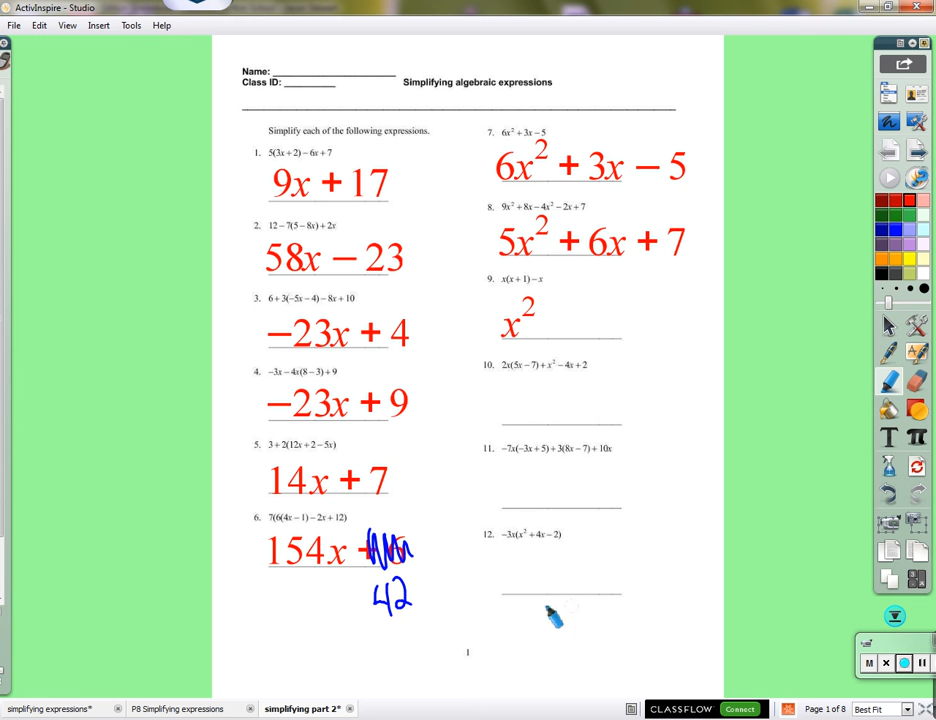 ActivInspire - Studio
File Edit View Insert Tools Help
Name: ____________________
Class ID: __________ Simplifying algebraic expressions
Simplify each of the following expressions.
1. 5(3x + 2) − 6x + 7
9x + 17
2. 12 − 7(5 − 8x) + 2x
58x − 23
3. 6 + 3(−5x − 4) − 8x + 10
−23x + 4
4. −3x − 4x(8 − 3) + 9
−23x + 9
5. 3 + 2(12x + 2 − 5x)
14x + 7
6. 7(6(4x − 1) − 2x + 12)
154x + 6
42
7. 6x² + 3x − 5
6x² + 3x − 5
8. 9x² + 8x − 4x² − 2x + 7
5x² + 6x + 7
9. x(x + 1) − x
x²
10. 2x(5x − 7) + x² − 4x + 2
11. −7x(−3x + 5) + 3(8x − 7) + 10x
12. −3x(x² + 4x − 2)
1
T π
M
simplifying expressions* P8 Simplifying expressions simplifying part 2* CLASSFLOW Connect Page 1 of 8 Best Fit